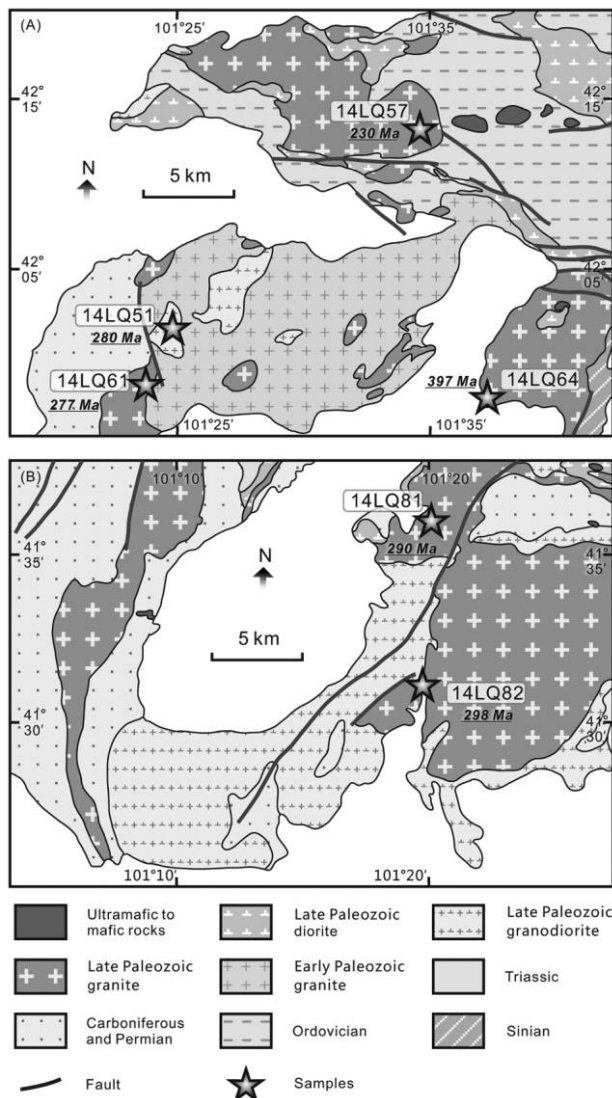 (A)
101°25′
101°35′
42°
15′
42°
15′
14LQ57
230 Ma
N
5 km
42°
05′
42°
05′
14LQ51
280 Ma
14LQ61
277 Ma
397 Ma
14LQ64
101°25′
101°35′
(B)
101°10′
101°20′
14LQ81
290 Ma
41°
35′
41°
35′
N
5 km
14LQ82
298 Ma
41°
30′
41°
30′
101°10′
101°20′
Ultramafic to
mafic rocks
Late Paleozoic
diorite
Late Paleozoic
granodiorite
Late Paleozoic
granite
Early Paleozoic
granite
Triassic
Carboniferous
and Permian
Ordovician
Sinian
Fault
Samples